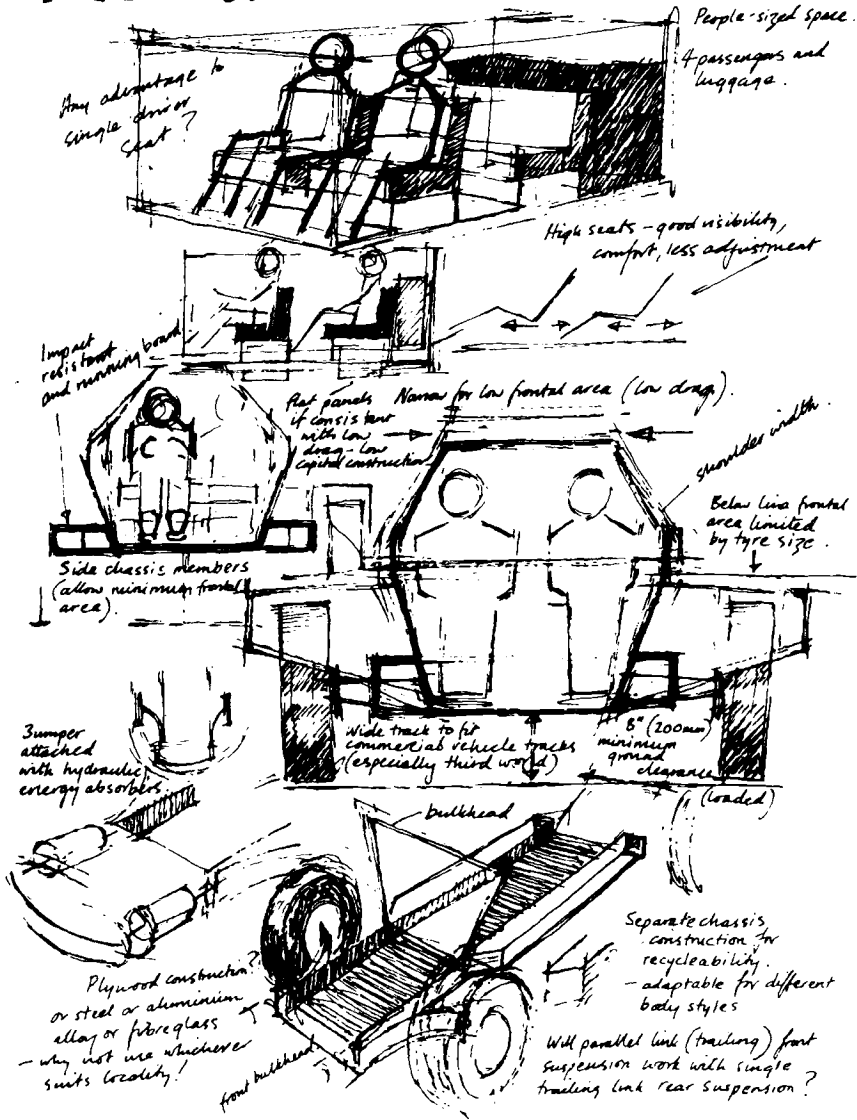 People-sized space.
4 passengers and
luggage.
Any advantage to
single driver
seat?
High seats - good visibility,
comfort, less adjustment
Impact
resistant
and running board
Flat panels
if consistant
with low
drag - low
capital construction
Narrow for low frontal area (low drag).
shoulder width.
Below line frontal
area limited
by tyre size.
Side chassis members
(allow minimum frontal
area).
Bumper
attached
with hydraulic
energy absorbers
Wide track to fit
commercial vehicle tracks
(especially third world)
8" (200mm)
minimum
ground
clearance
(loaded)
bulkhead
Plywood construction?
or steel or aluminium
alloy or fibreglass
- why not use whichever
suits locality!
front bulkhead
Separate chassis
construction for
recycleability.
- adaptable for different
body styles
Will parallel link (trailing) front
suspension work with single
trailing link rear suspension?